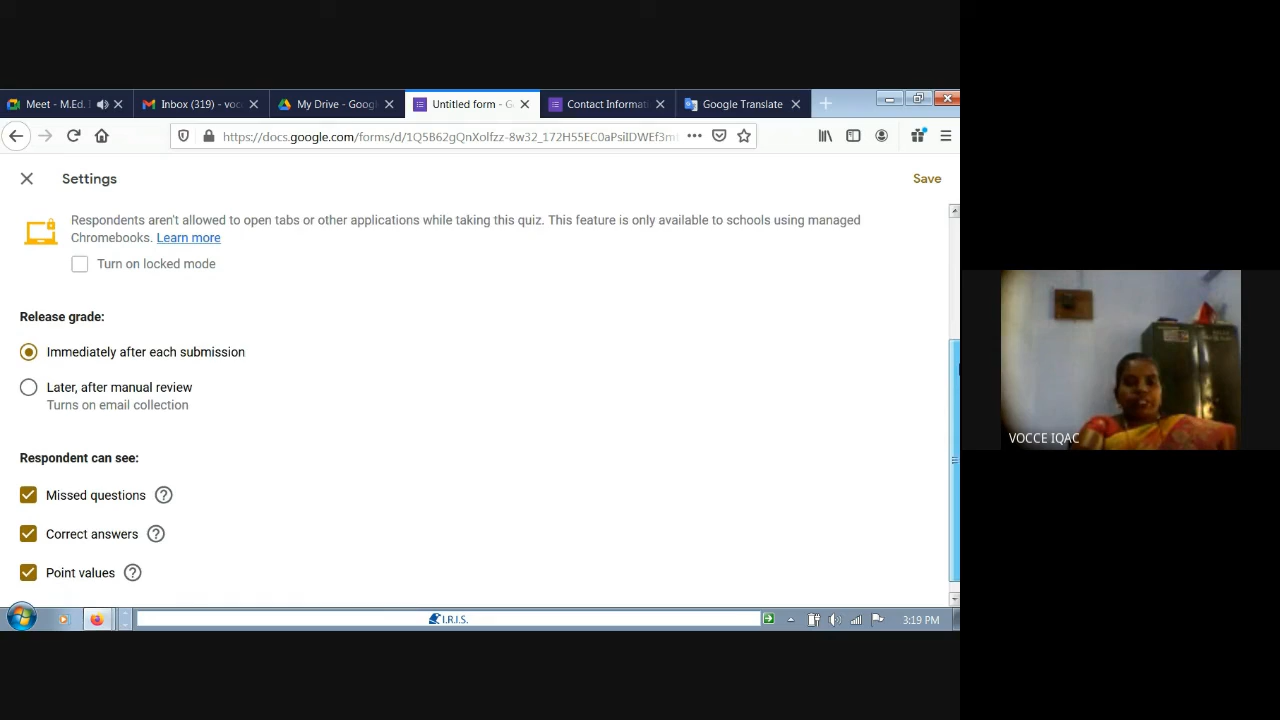 Meet - M.Ed.
Inbox (319) - voc
My Drive - Goog
Untitled form - G
Contact Informat
Google Translate
https://docs.google.com/forms/d/1Q5B62gQnXolfzz-8w32_172H55EC0aPsiIDWEf3m
Settings
Save
Respondents aren't allowed to open tabs or other applications while taking this quiz. This feature is only available to schools using managed
Chromebooks. Learn more
Turn on locked mode
Release grade:
Immediately after each submission
Later, after manual review
Turns on email collection
Respondent can see:
Missed questions
Correct answers
Point values
VOCCE IQAC
I.R.I.S.
3:19 PM